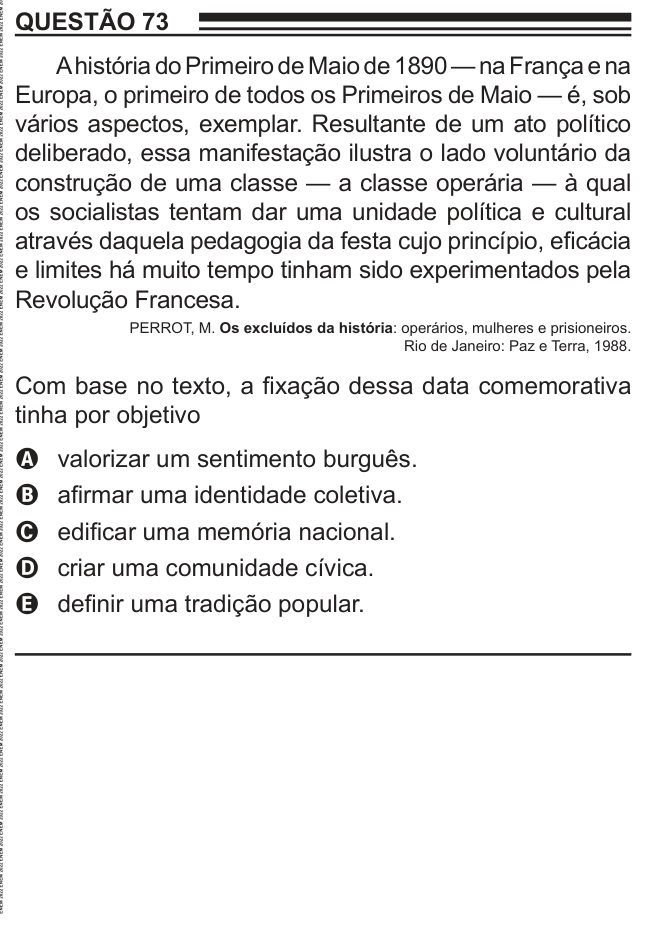 QUESTÃO 73
A história do Primeiro de Maio de 1890 — na França e na
Europa, o primeiro de todos os Primeiros de Maio — é, sob
vários aspectos, exemplar. Resultante de um ato político
deliberado, essa manifestação ilustra o lado voluntário da
construção de uma classe — a classe operária — à qual
os socialistas tentam dar uma unidade política e cultural
através daquela pedagogia da festa cujo princípio, eficácia
e limites há muito tempo tinham sido experimentados pela
Revolução Francesa.
PERROT, M. Os excluídos da história: operários, mulheres e prisioneiros.
Rio de Janeiro: Paz e Terra, 1988.
Com base no texto, a fixação dessa data comemorativa
tinha por objetivo
A valorizar um sentimento burguês.
B afirmar uma identidade coletiva.
C edificar uma memória nacional.
D criar uma comunidade cívica.
E definir uma tradição popular.